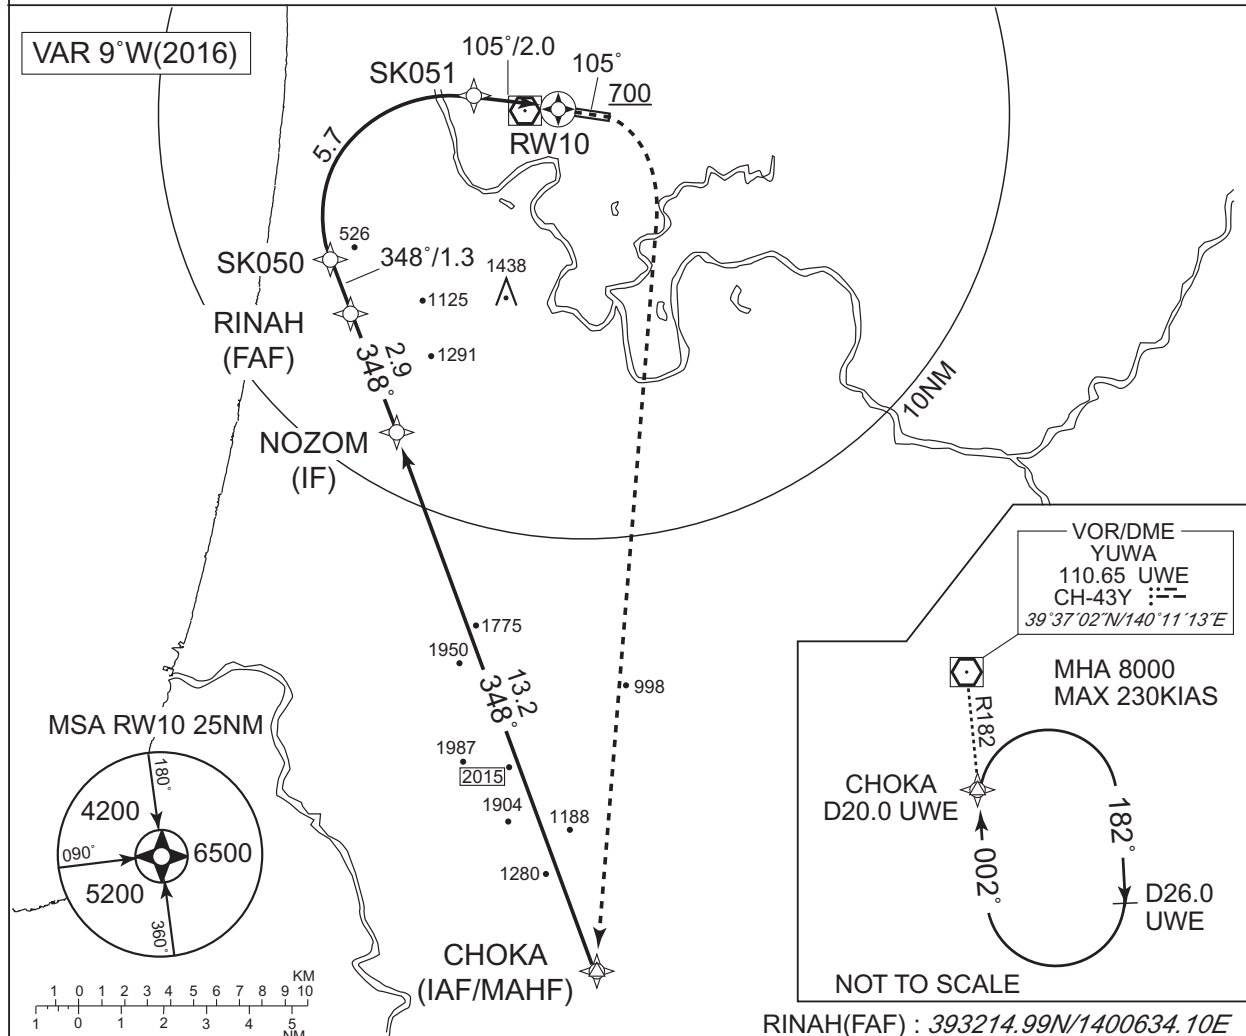 VAR 9˚W(2016)
105˚/2.0
105˚
SK051
700
RW10
5.7
526
SK050
348˚/1.3
1438
1125
RINAH
(FAF)
2.9
348˚
1291
10NM
NOZOM
(IF)
VOR/DME
YUWA
110.65 UWE
CH-43Y
39˚37´02˝N/140˚11´13˝E
1775
1950
13.2
348˚
998
R182
MHA 8000
MAX 230KIAS
MSA RW10 25NM
180˚
4200
090˚
6500
5200
360˚
1987
2015
1904
1188
1280
CHOKA
D20.0 UWE
182˚
002˚
D26.0
UWE
CHOKA
(IAF/MAHF)
NOT TO SCALE
KM
1 0 1 2 3 4 5 6 7 8 9 10
1 0 1 2 3 4 5
NM
RINAH(FAF) : 393214.99N/1400634.10E